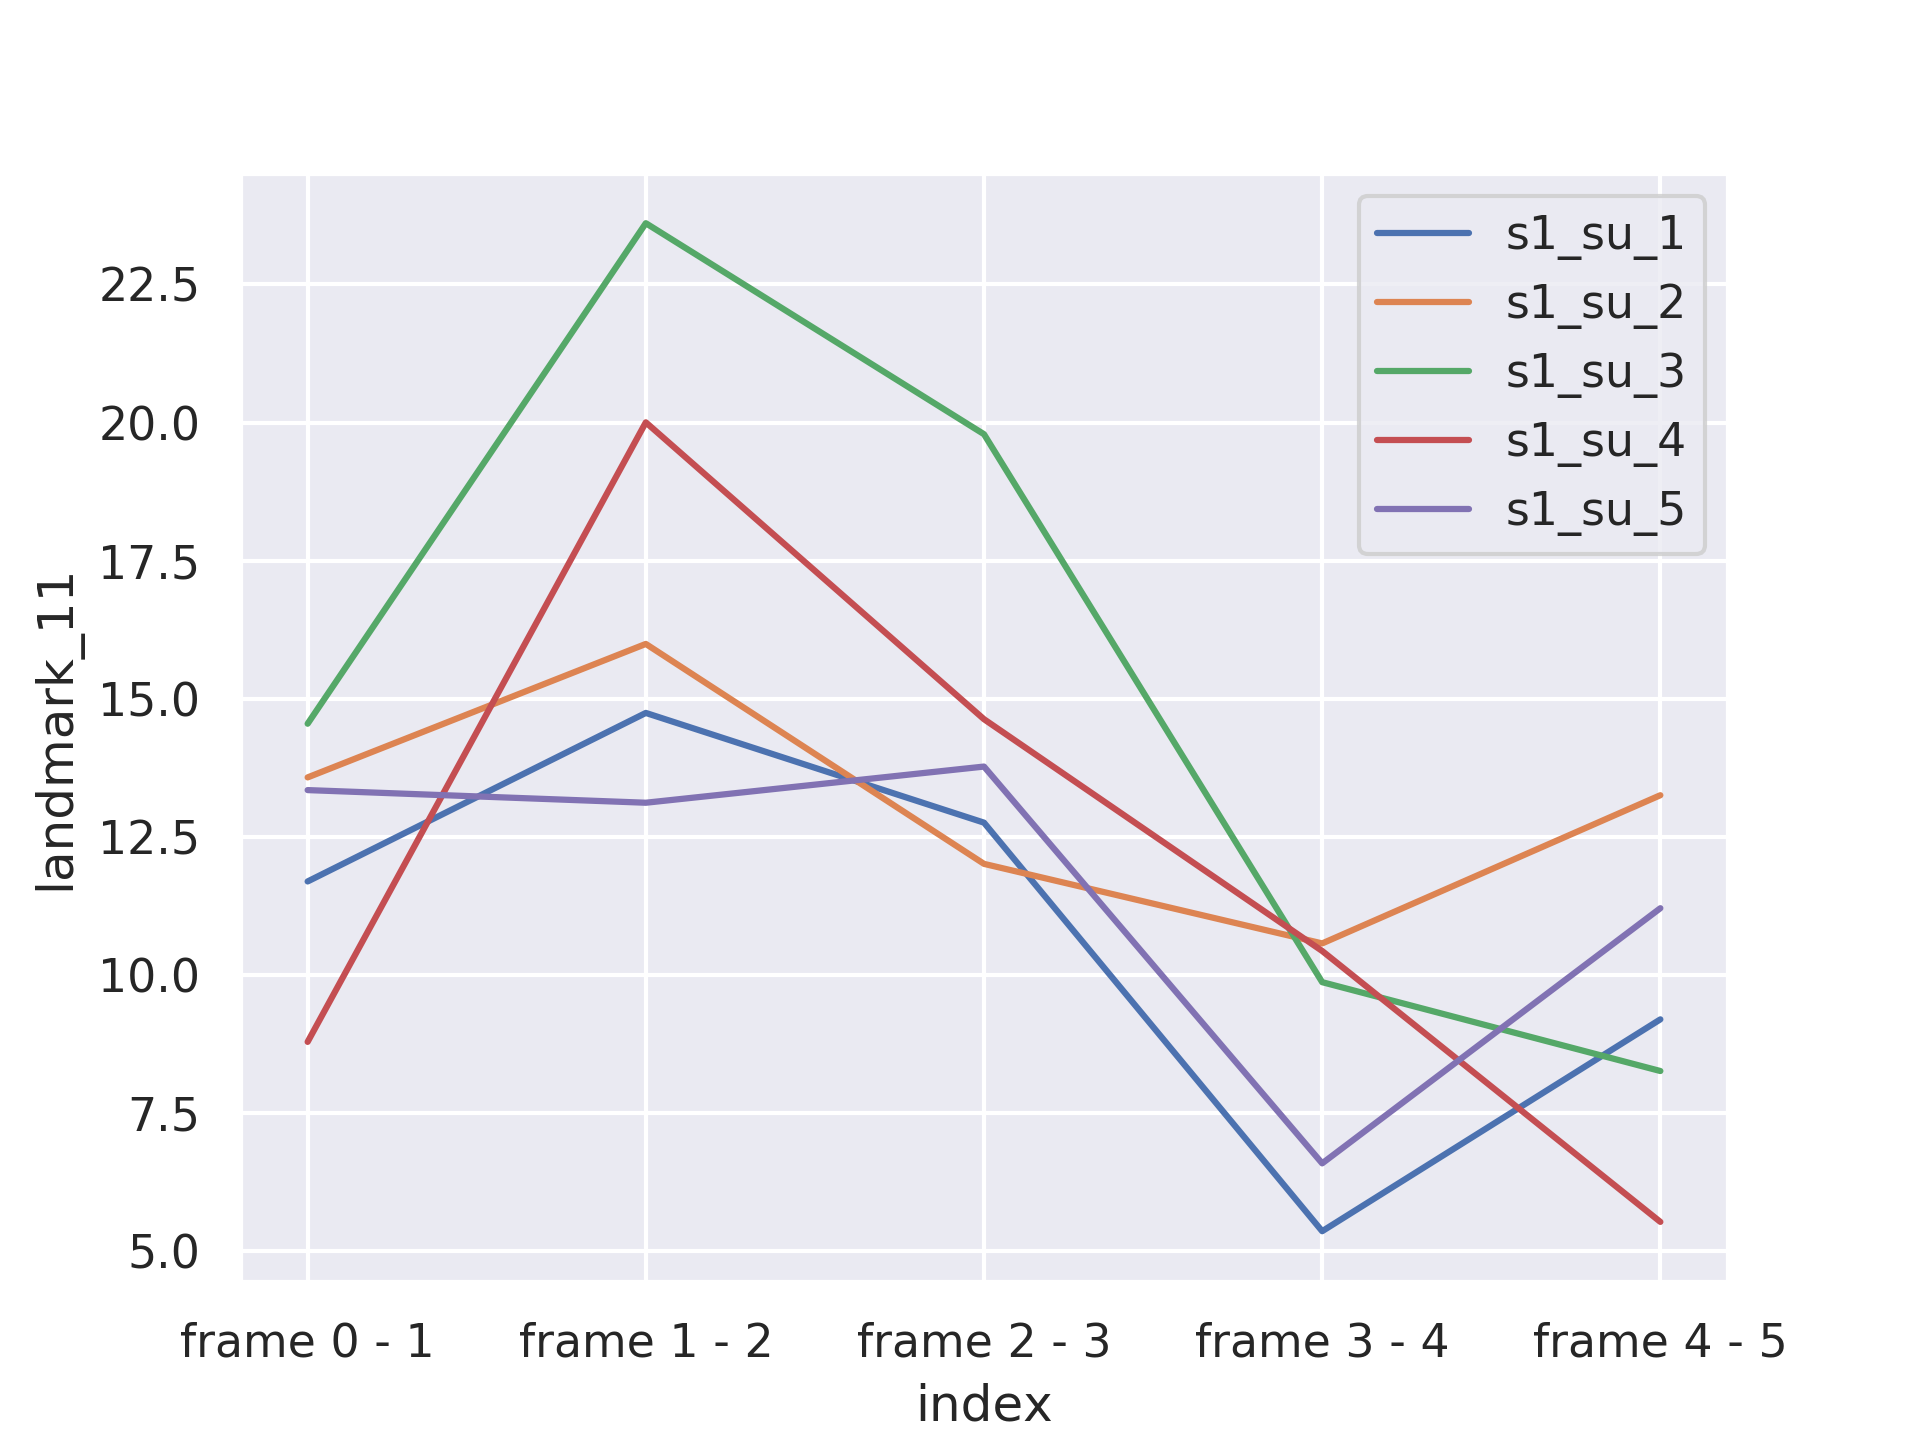 s1_su_1
s1_su_2
s1_su_3
s1_su_4
s1_su_5
22.5
20.0
17.5
15.0
12.5
10.0
7.5
5.0
landmark_11
frame 0 - 1
frame 1 - 2
frame 2 - 3
frame 3 - 4
frame 4 - 5
index